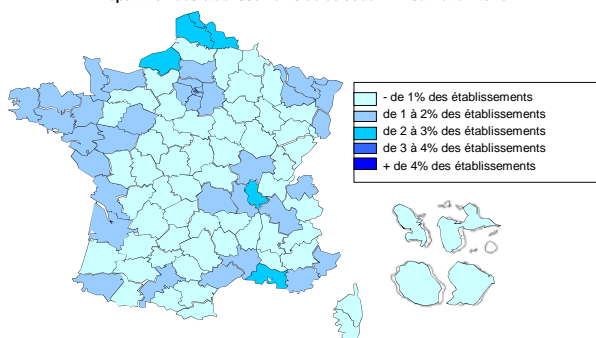 - de 1% des établissements
de 1 à 2% des établissements
de 2 à 3% des établissements
de 3 à 4% des établissements
+ de 4% des établissements